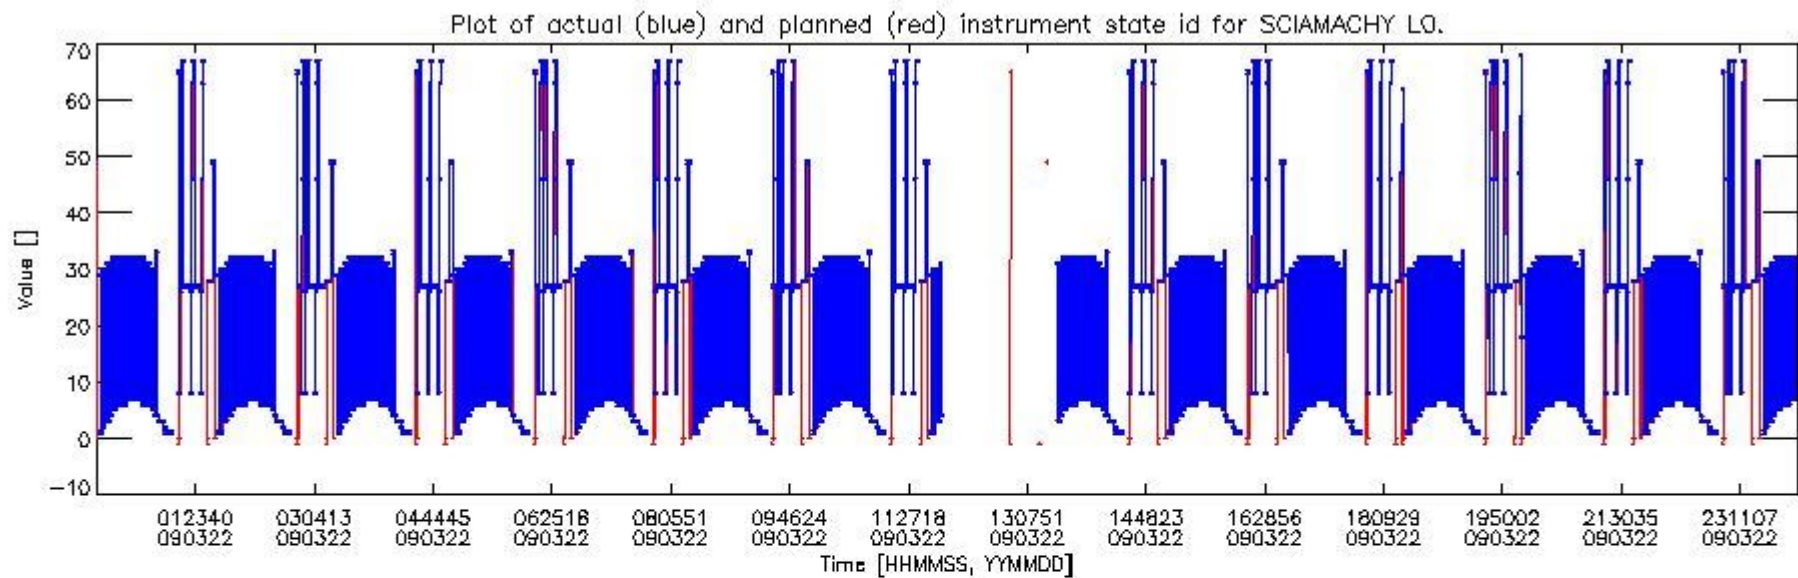 Plot of actual (blue) and planned (red) instrument state id for SCIAMACHY L0.
70
60
50
40
30
20
10
0
-10
Value []
012340 030413 044445 062518 080551 094624 112718 130751 144823 162856 180929 195002 213035 231107
090322 090322 090322 090322 090322 090322 090322 090322 090322 090322 090322 090322 090322 090322
Time [HHMMSS, YYMMDD]